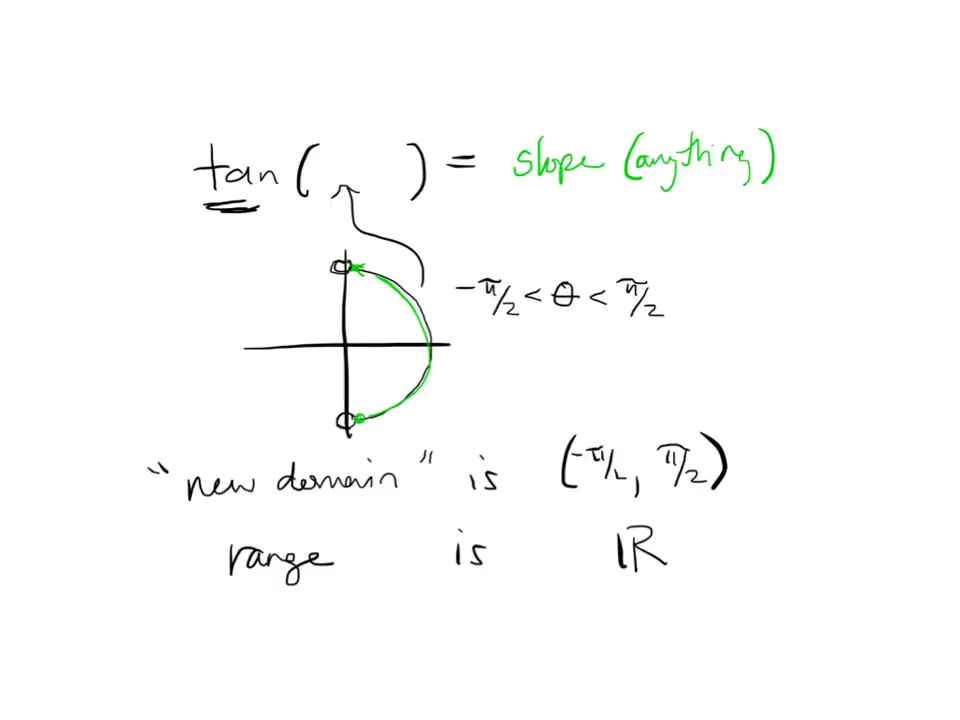 tan ( ) = slope (anything)
-π/2 < θ < π/2
"new domain" is (-π/2, π/2)
range is ℝ